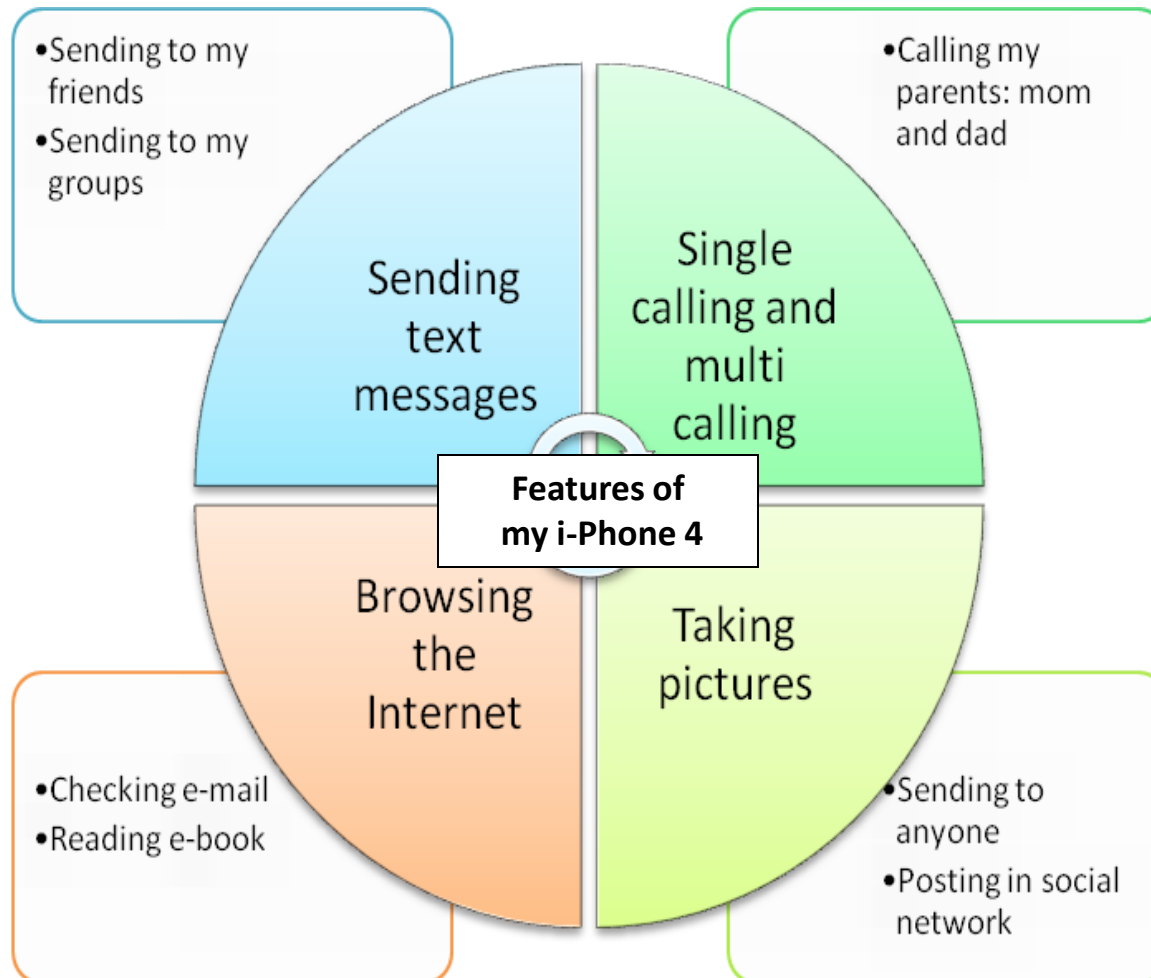 •Sending to my
friends
•Sending to my
groups
•Calling my
parents: mom
and dad
Sending
text
messages
Single
calling and
multi
calling
Features of
my i-Phone 4
Browsing
the
Internet
Taking
pictures
•Checking e-mail
•Reading e-book
•Sending to
anyone
•Posting in social
network